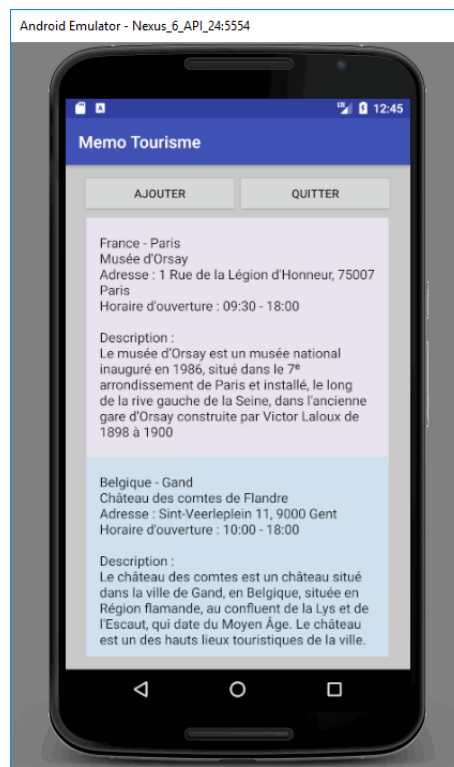 Android Emulator - Nexus_6_API_24:5554
A LTE 12:45
Memo Tourisme
AJOUTER QUITTER
France - Paris
Musée d'Orsay
Adresse : 1 Rue de la Légion d'Honneur, 75007
Paris
Horaire d'ouverture : 09:30 - 18:00
Description :
Le musée d'Orsay est un musée national
inauguré en 1986, situé dans le 7ᵉ
arrondissement de Paris et installé, le long
de la rive gauche de la Seine, dans l'ancienne
gare d'Orsay construite par Victor Laloux de
1898 à 1900
Belgique - Gand
Château des comtes de Flandre
Adresse : Sint-Veerleplein 11, 9000 Gent
Horaire d'ouverture : 10:00 - 18:00
Description :
Le château des comtes est un château situé
dans la ville de Gand, en Belgique, située en
Région flamande, au confluent de la Lys et de
l'Escaut, qui date du Moyen Âge. Le château
est un des hauts lieux touristiques de la ville.